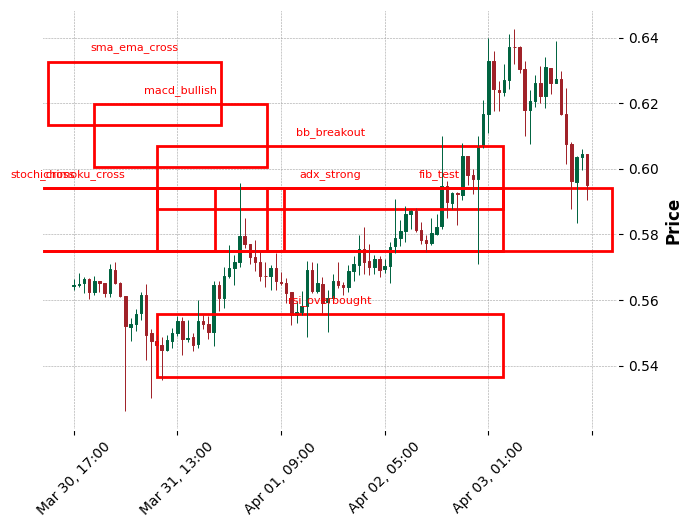 sma_ema_cross
macd_bullish
bb_breakout
adx_strong
fib_test
rsi_overbought
0.64
0.62
0.60
0.58
0.56
0.54
Price
Mar 30, 17:00
Mar 31, 13:00
Apr 01, 09:00
Apr 02, 05:00
Apr 03, 01:00